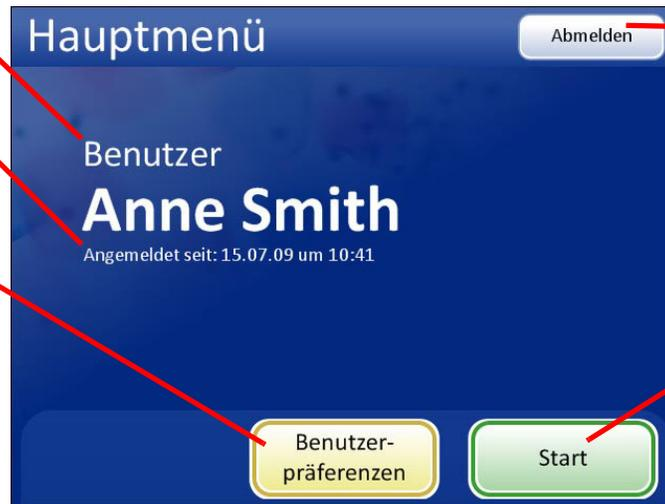 Hauptmenü
Abmelden
Benutzer
Anne Smith
Angemeldet seit: 15.07.09 um 10:41
Benutzer-
präferenzen
Start